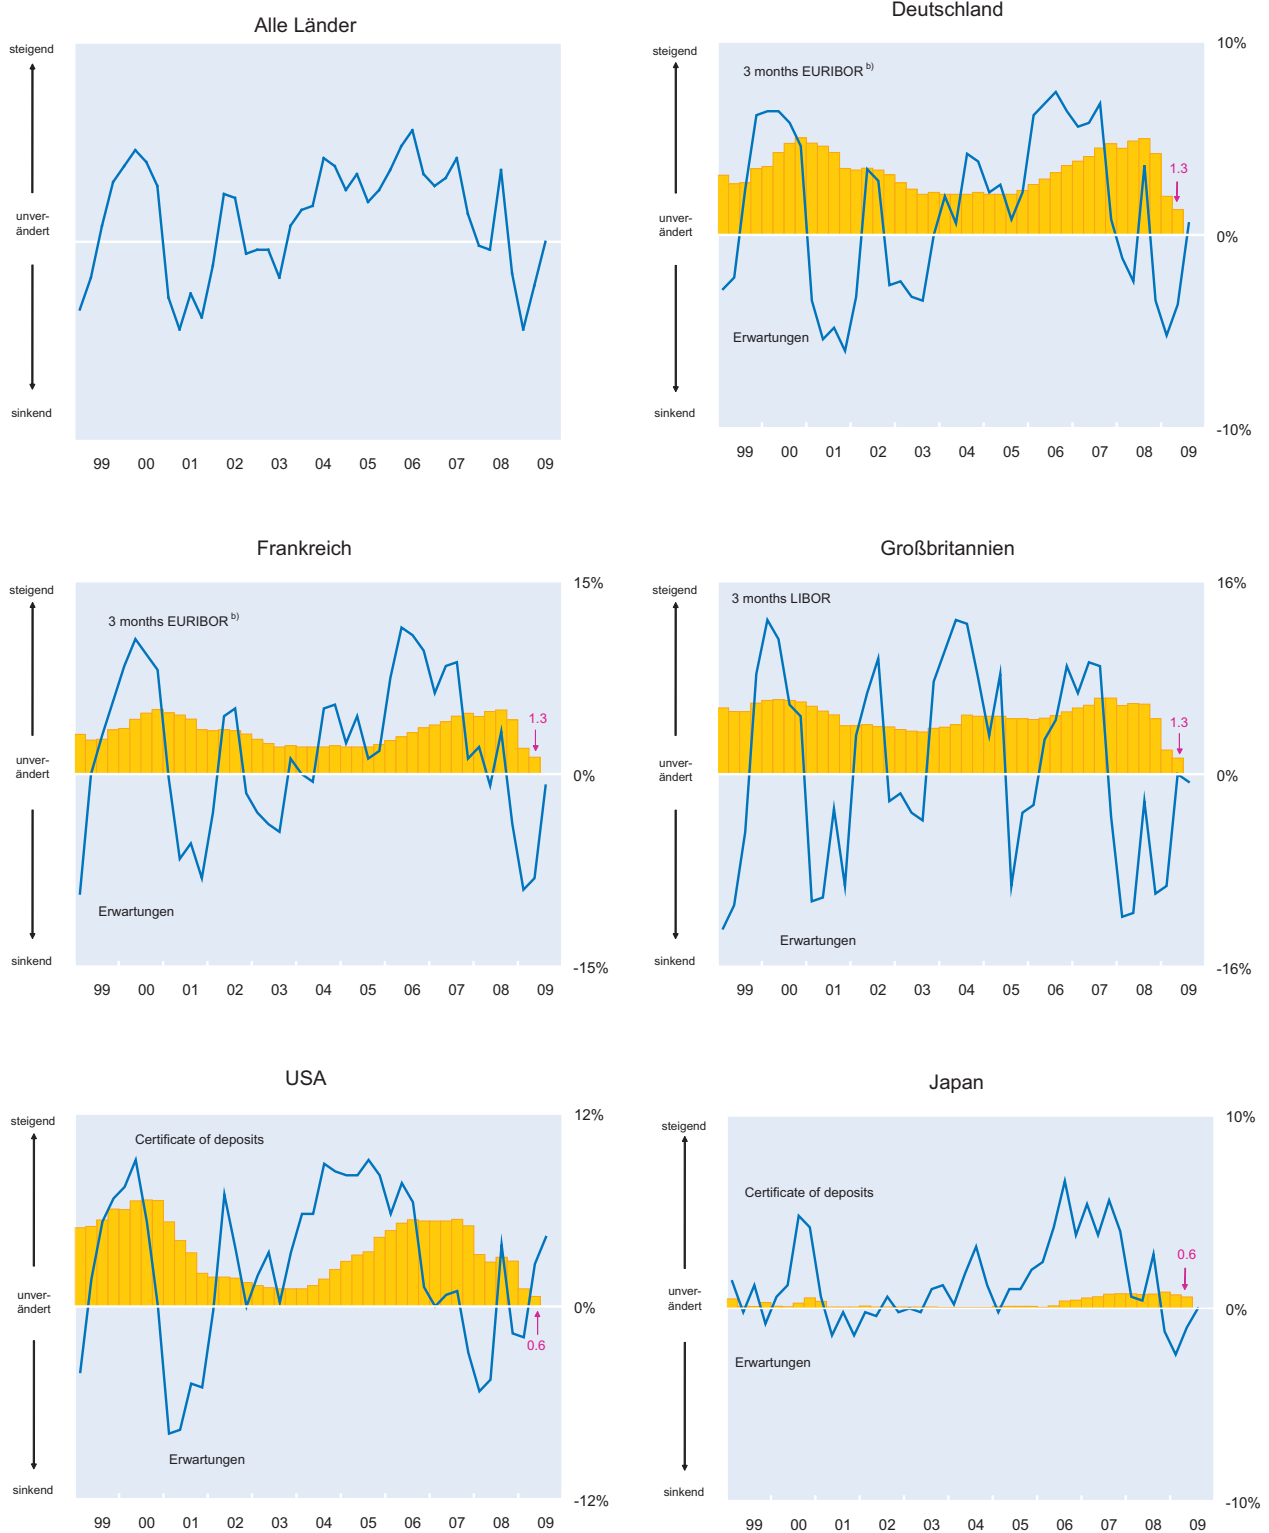 Alle Länder
steigend
unver-
ändert
sinkend
99 00 01 02 03 04 05 06 07 08 09
Deutschland
steigend
unver-
ändert
sinkend
3 months EURIBOR b)
Erwartungen
1.3
10%
0%
-10%
99 00 01 02 03 04 05 06 07 08 09
Frankreich
steigend
unver-
ändert
sinkend
3 months EURIBOR b)
Erwartungen
1.3
15%
0%
-15%
99 00 01 02 03 04 05 06 07 08 09
Großbritannien
steigend
unver-
ändert
sinkend
3 months LIBOR
Erwartungen
1.3
16%
0%
-16%
99 00 01 02 03 04 05 06 07 08 09
USA
steigend
unver-
ändert
sinkend
Certificate of deposits
Erwartungen
0.6
12%
0%
-12%
99 00 01 02 03 04 05 06 07 08 09
Japan
steigend
unver-
ändert
sinkend
Certificate of deposits
Erwartungen
0.6
10%
0%
-10%
99 00 01 02 03 04 05 06 07 08 09